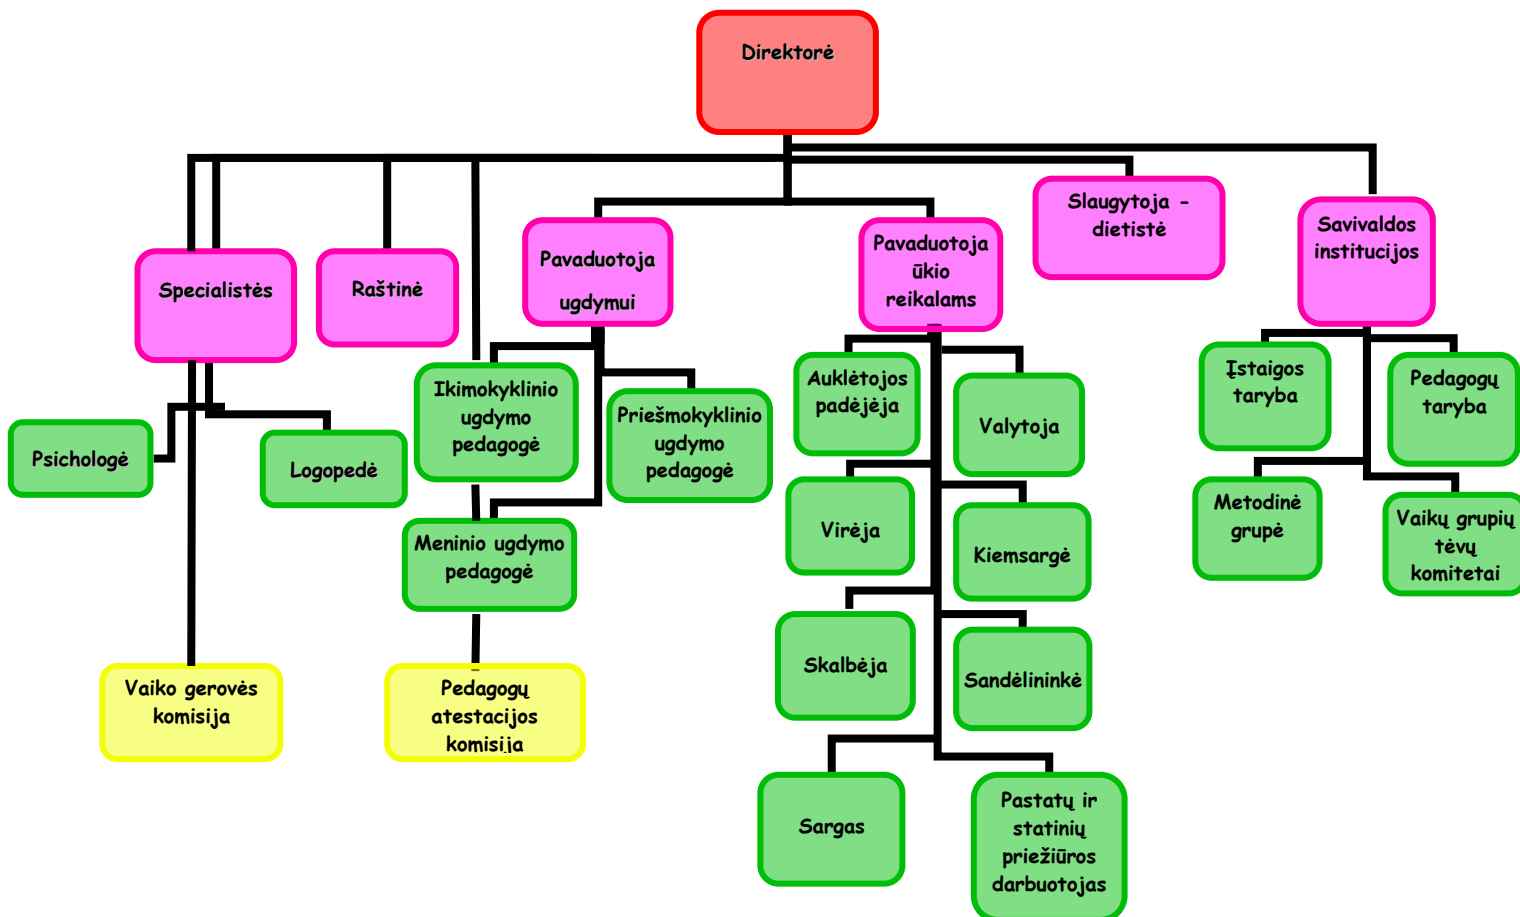 Direktorė
Slaugytoja -
dietistė
Savivaldos
institucijos
Pavaduotoja
ūkio
reikalams
Pavaduotoja
ugdymui
Specialistės
Raštinė
Įstaigos
taryba
Pedagogų
taryba
Auklėtojos
padėjėja
Valytoja
Ikimokyklinio
ugdymo
pedagogė
Priešmokyklinio
ugdymo
pedagogė
Psichologė
Logopedė
Metodinė
grupė
Vaikų grupių
tėvų
komitetai
Virėja
Kiemsargė
Meninio ugdymo
pedagogė
Skalbėja
Sandėlininkė
Vaiko gerovės
komisija
Pedagogų
atestacijos
komisija
Sargas
Pastatų ir
statinių
priežiūros
darbuotojas